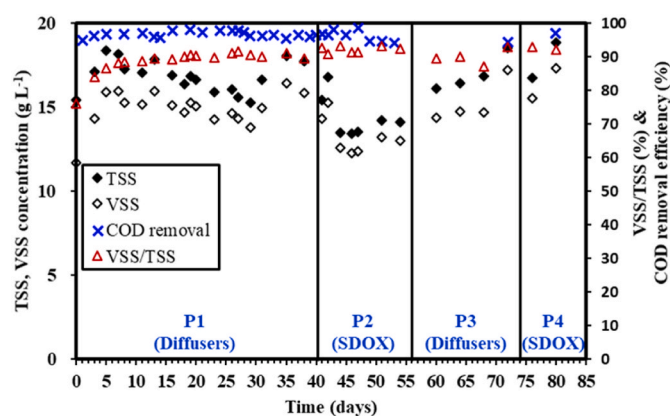 TSS, VSS concentration (g L-1)
20
15
10
5
0
TSS
VSS
COD removal
VSS/TSS
P1
(Diffusers)
P2
(SDOX)
P3
(Diffusers)
P4
(SDOX)
100
90
80
70
60
50
40
30
20
10
0
VSS/TSS (%) &
COD removal efficiency (%)
0 5 10 15 20 25 30 35 40 45 50 55 60 65 70 75 80 85
Time (days)